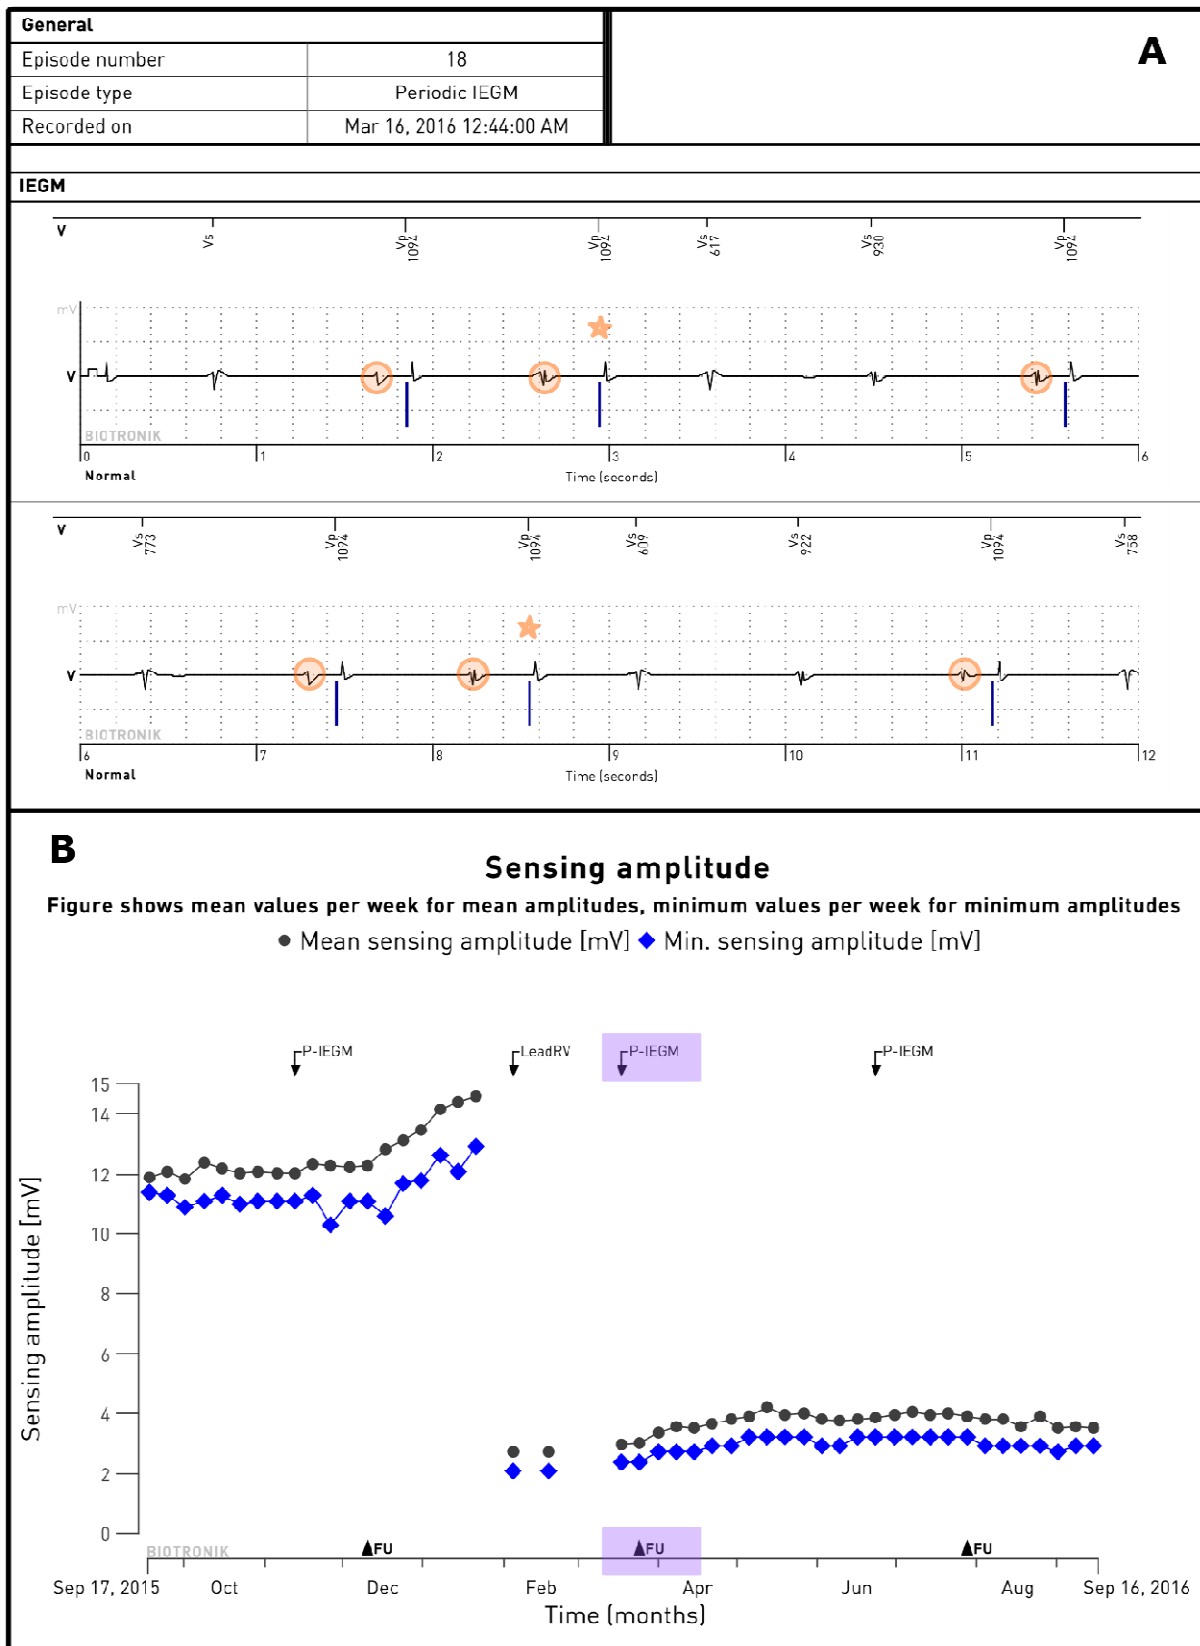 General
A
Episode number 18
Episode type Periodic IEGM
Recorded on Mar 16, 2016 12:44:00 AM
IEGM
V Vs Vp 1094 Vp 1094 Vs 617 Vs 930 Vp 1094
mV
V
BIOTRONIK
0 1 2 3 4 5 6
Normal Time (seconds)
V Vs 773 Vp 1094 Vp 1094 Vs 609 Vs 922 Vp 1094 Vs 758
mV
V
BIOTRONIK
6 7 8 9 10 11 12
Normal Time (seconds)
B
Sensing amplitude
Figure shows mean values per week for mean amplitudes, minimum values per week for minimum amplitudes
Mean sensing amplitude [mV] Min. sensing amplitude [mV]
P-IEGM LeadRV P-IEGM P-IEGM
15
14
12
10
8
6
4
2
0
Sensing amplitude [mV]
BIOTRONIK FU FU FU
Sep 17, 2015 Oct Dec Feb Apr Jun Aug Sep 16, 2016
Time (months)